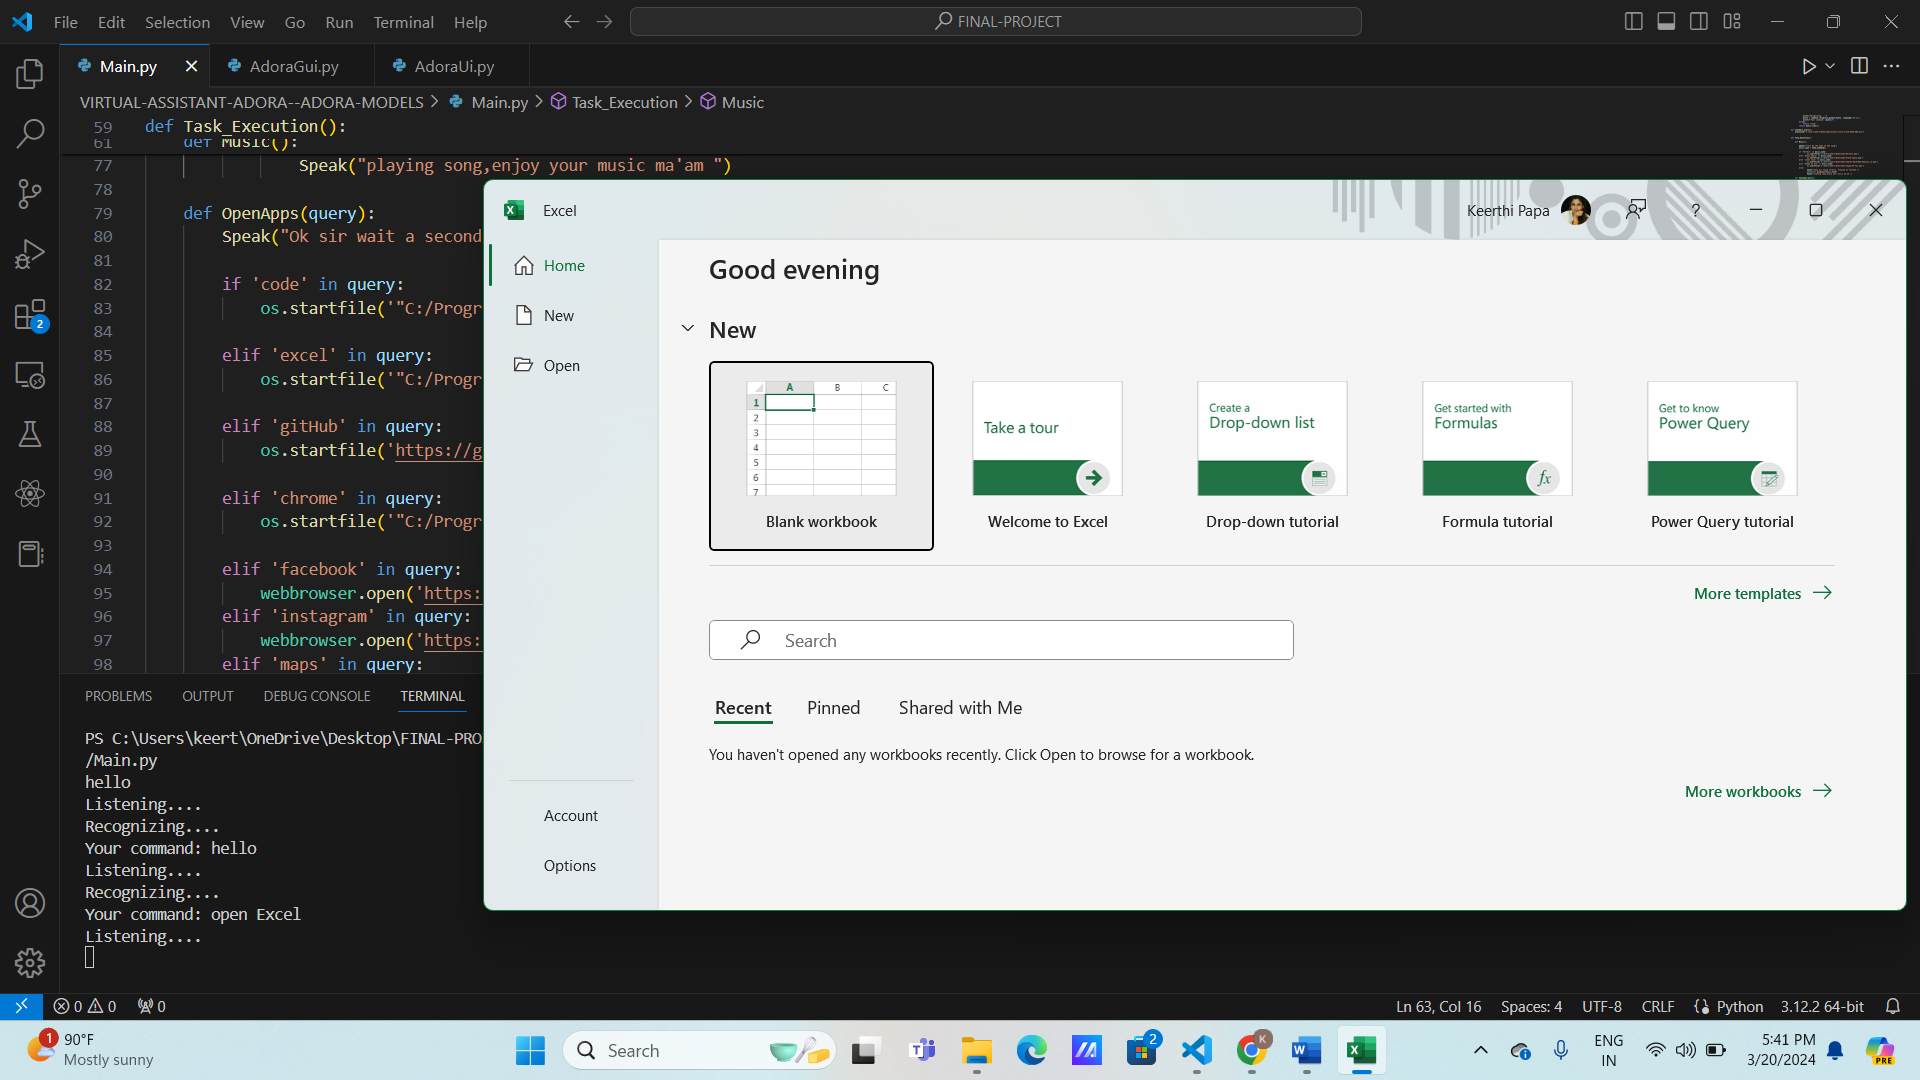 File Edit Selection View Go Run Terminal Help
FINAL-PROJECT
Main.py
AdoraGui.py
AdoraUi.py
VIRTUAL-ASSISTANT-ADORA--ADORA-MODELS > Main.py > Task_Execution > Music
59 def Task_Execution():
61 def Music():
77 Speak("playing song,enjoy your music ma'am ")
78
79 def OpenApps(query):
80 Speak("Ok sir wait a second
81
82 if 'code' in query:
83 os.startfile('"C:/Progr
84
85 elif 'excel' in query:
86 os.startfile('"C:/Progr
87
88 elif 'gitHub' in query:
89 os.startfile('https://g
90
91 elif 'chrome' in query:
92 os.startfile('"C:/Progr
93
94 elif 'facebook' in query:
95 webbrowser.open('https:
96 elif 'instagram' in query:
97 webbrowser.open('https:
98 elif 'maps' in query:
2
PROBLEMS OUTPUT DEBUG CONSOLE TERMINAL
PS C:\Users\keert\OneDrive\Desktop\FINAL-PRO
/Main.py
hello
Listening....
Recognizing....
Your command: hello
Listening....
Recognizing....
Your command: open Excel
Listening....
Excel
Keerthi Papa
?
Home
New
Open
Account
Options
Good evening
New
A B C
1
2
3
4
5
6
7
Blank workbook
Take a tour
Welcome to Excel
Create a
Drop-down list
Drop-down tutorial
Get started with
Formulas
fx
Formula tutorial
Get to know
Power Query
Power Query tutorial
More templates
Search
Recent Pinned Shared with Me
You haven't opened any workbooks recently. Click Open to browse for a workbook.
More workbooks
0 0 0
Ln 63, Col 16 Spaces: 4 UTF-8 CRLF {} Python 3.12.2 64-bit
1
90°F
Mostly sunny
Search
2
K
ENG
IN
5:41 PM
3/20/2024
PRE